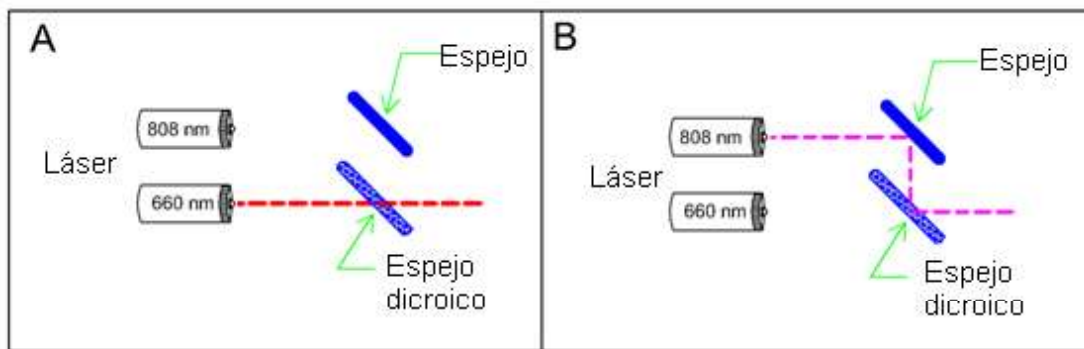 A
Espejo
808 nm
Láser
660 nm
Espejo
dicroico
B
Espejo
808 nm
Láser
660 nm
Espejo
dicroico